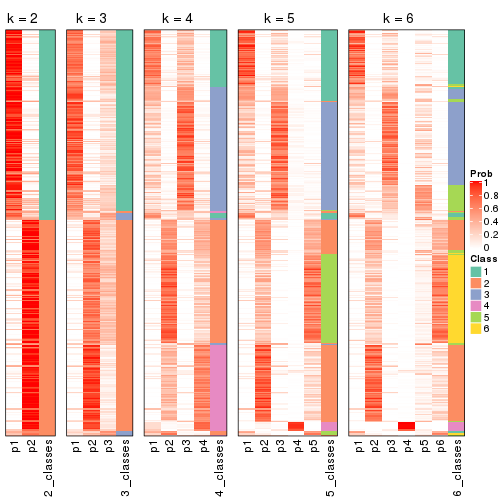 k = 2
k = 3
k = 4
k = 5
k = 6
Prob
1
0.8
0.6
0.4
0.2
0
Class
1
2
3
4
5
6
p1
p2
2_classes
p1
p2
p3
3_classes
p1
p2
p3
p4
4_classes
p1
p2
p3
p4
p5
5_classes
p1
p2
p3
p4
p5
p6
6_classes